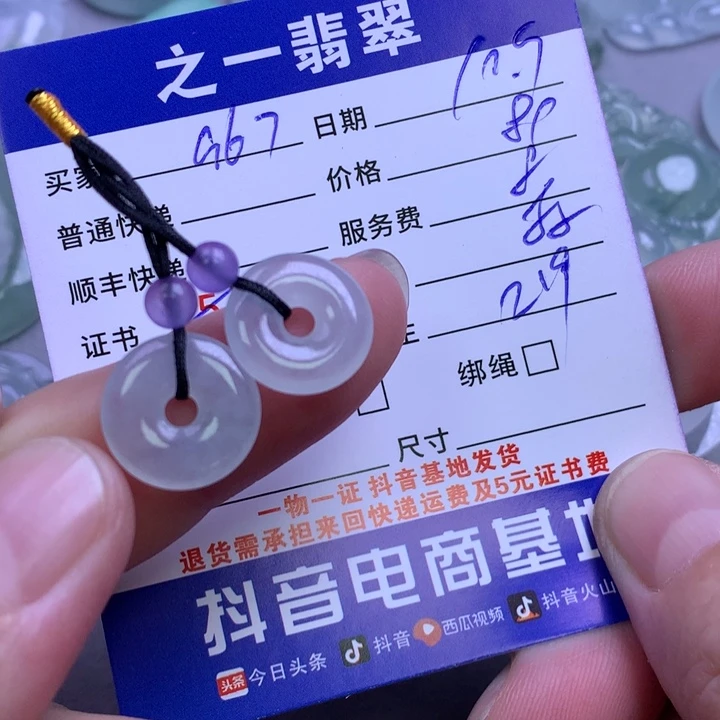 之一翡翠
买家 967 日期
普通快递 价格
顺丰快递 服务费
证书 5
绑绳
尺寸
一物一证 抖音基地发货
退货需承担来回快递运费及5元证书费
抖音电商基地
头条 今日头条 抖音 西瓜视频 抖音火山